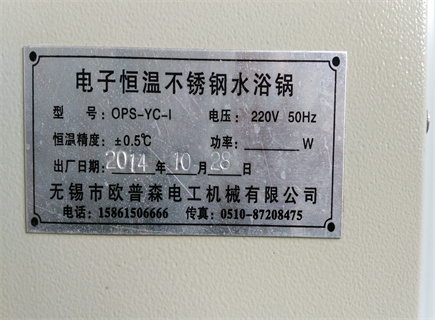 电子恒温不锈钢水浴锅
型 号：OPS-YC-I 电压：220V 50Hz
恒温精度：±0.5℃ 功率：____W
出厂日期：2014 年 10 月 28 日
无锡市欧普森电工机械有限公司
电话：15861506666 传真：0510-87208475